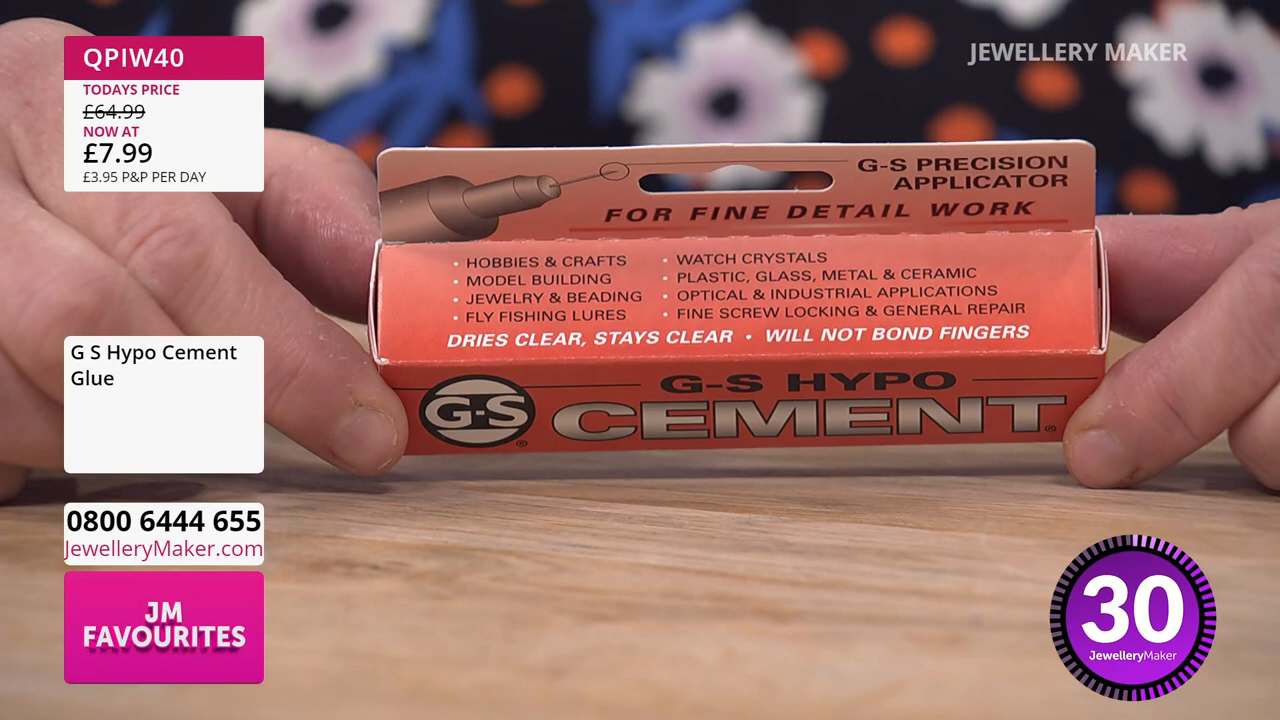 QPIW40
TODAYS PRICE
£64.99
NOW AT
£7.99
£3.95 P&P PER DAY
JEWELLERY MAKER
G-S PRECISION
APPLICATOR
FOR FINE DETAIL WORK
• HOBBIES & CRAFTS
• MODEL BUILDING
• JEWELRY & BEADING
• FLY FISHING LURES
• WATCH CRYSTALS
• PLASTIC, GLASS, METAL & CERAMIC
• OPTICAL & INDUSTRIAL APPLICATIONS
• FINE SCREW LOCKING & GENERAL REPAIR
DRIES CLEAR, STAYS CLEAR • WILL NOT BOND FINGERS
G-S HYPO
G-S®
CEMENT®
G S Hypo Cement
Glue
0800 6444 655
JewelleryMaker.com
JM
FAVOURITES
30
JewelleryMaker